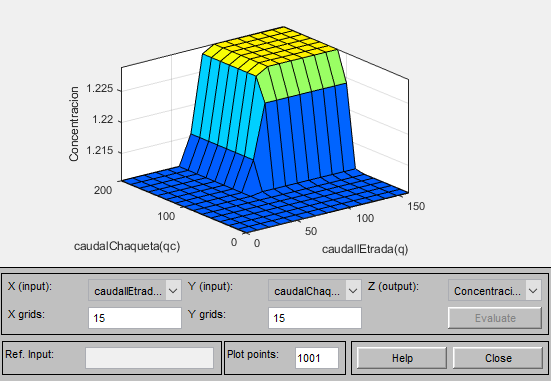 1.225
1.22
1.215
Concentracion
200
100
0
0
50
100
150
caudalChaqueta(qc)
caudallEtrada(q)
X (input): caudallEtrad... Y (input): caudalChaq... Z (output): Concentraci...
X grids: 15 Y grids: 15 Evaluate
Ref. Input: Plot points: 1001 Help Close